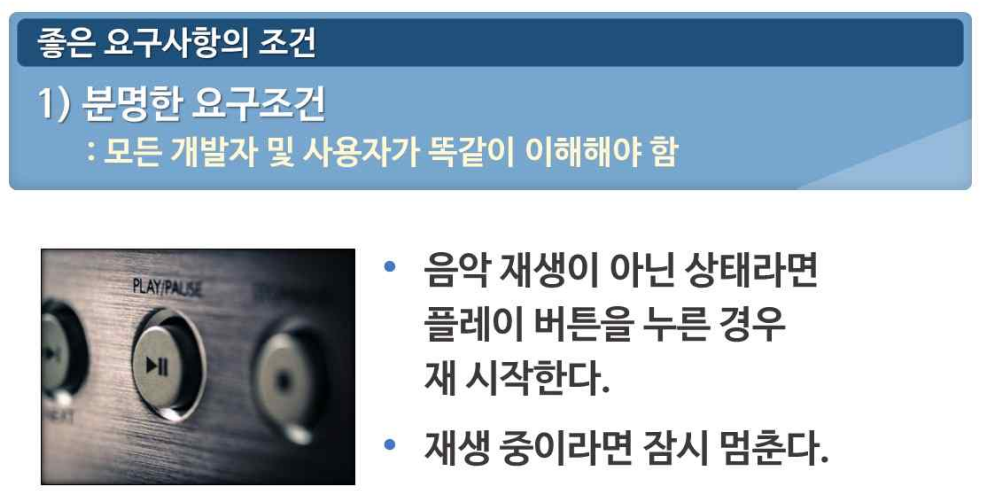 좋은 요구사항의 조건
1) 분명한 요구조건
: 모든 개발자 및 사용자가 똑같이 이해해야 함
PLAY/PAUSE
• 음악 재생이 아닌 상태라면
플레이 버튼을 누른 경우
재 시작한다.
• 재생 중이라면 잠시 멈춘다.